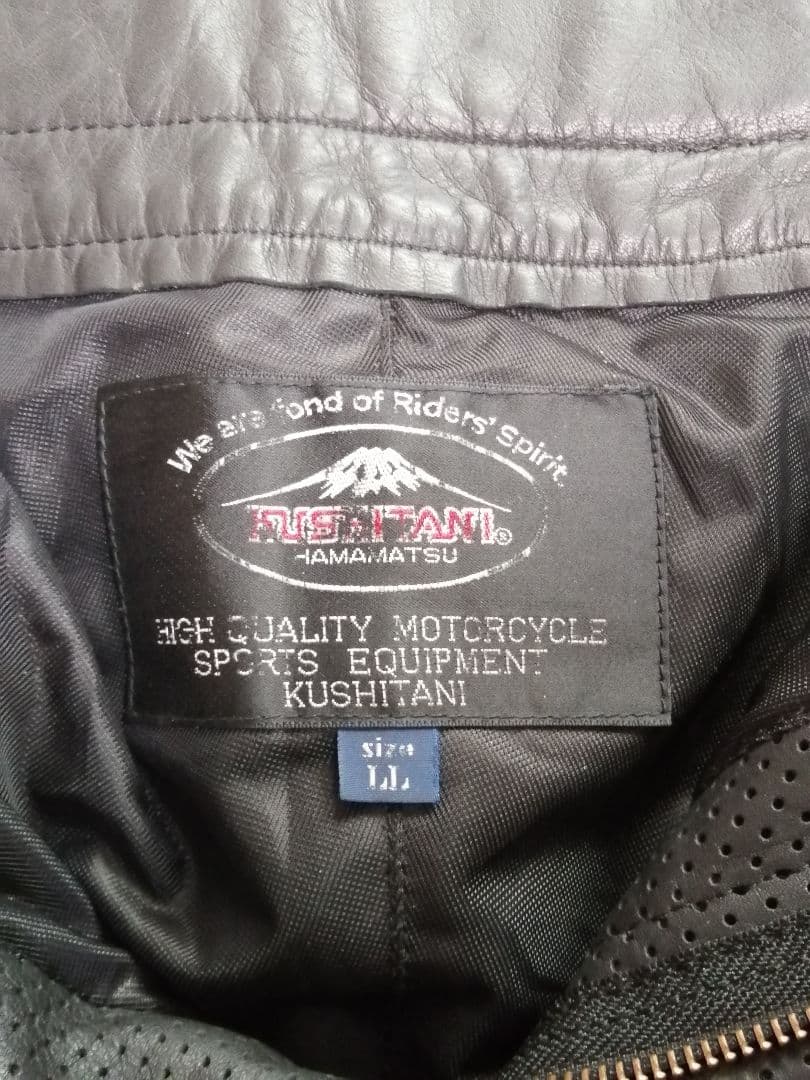 We are fond of Riders' Spirit.
KUSHITANI®
HAMAMATSU
HIGH QUALITY MOTORCYCLE
SPORTS EQUIPMENT
KUSHITANI
size
LL